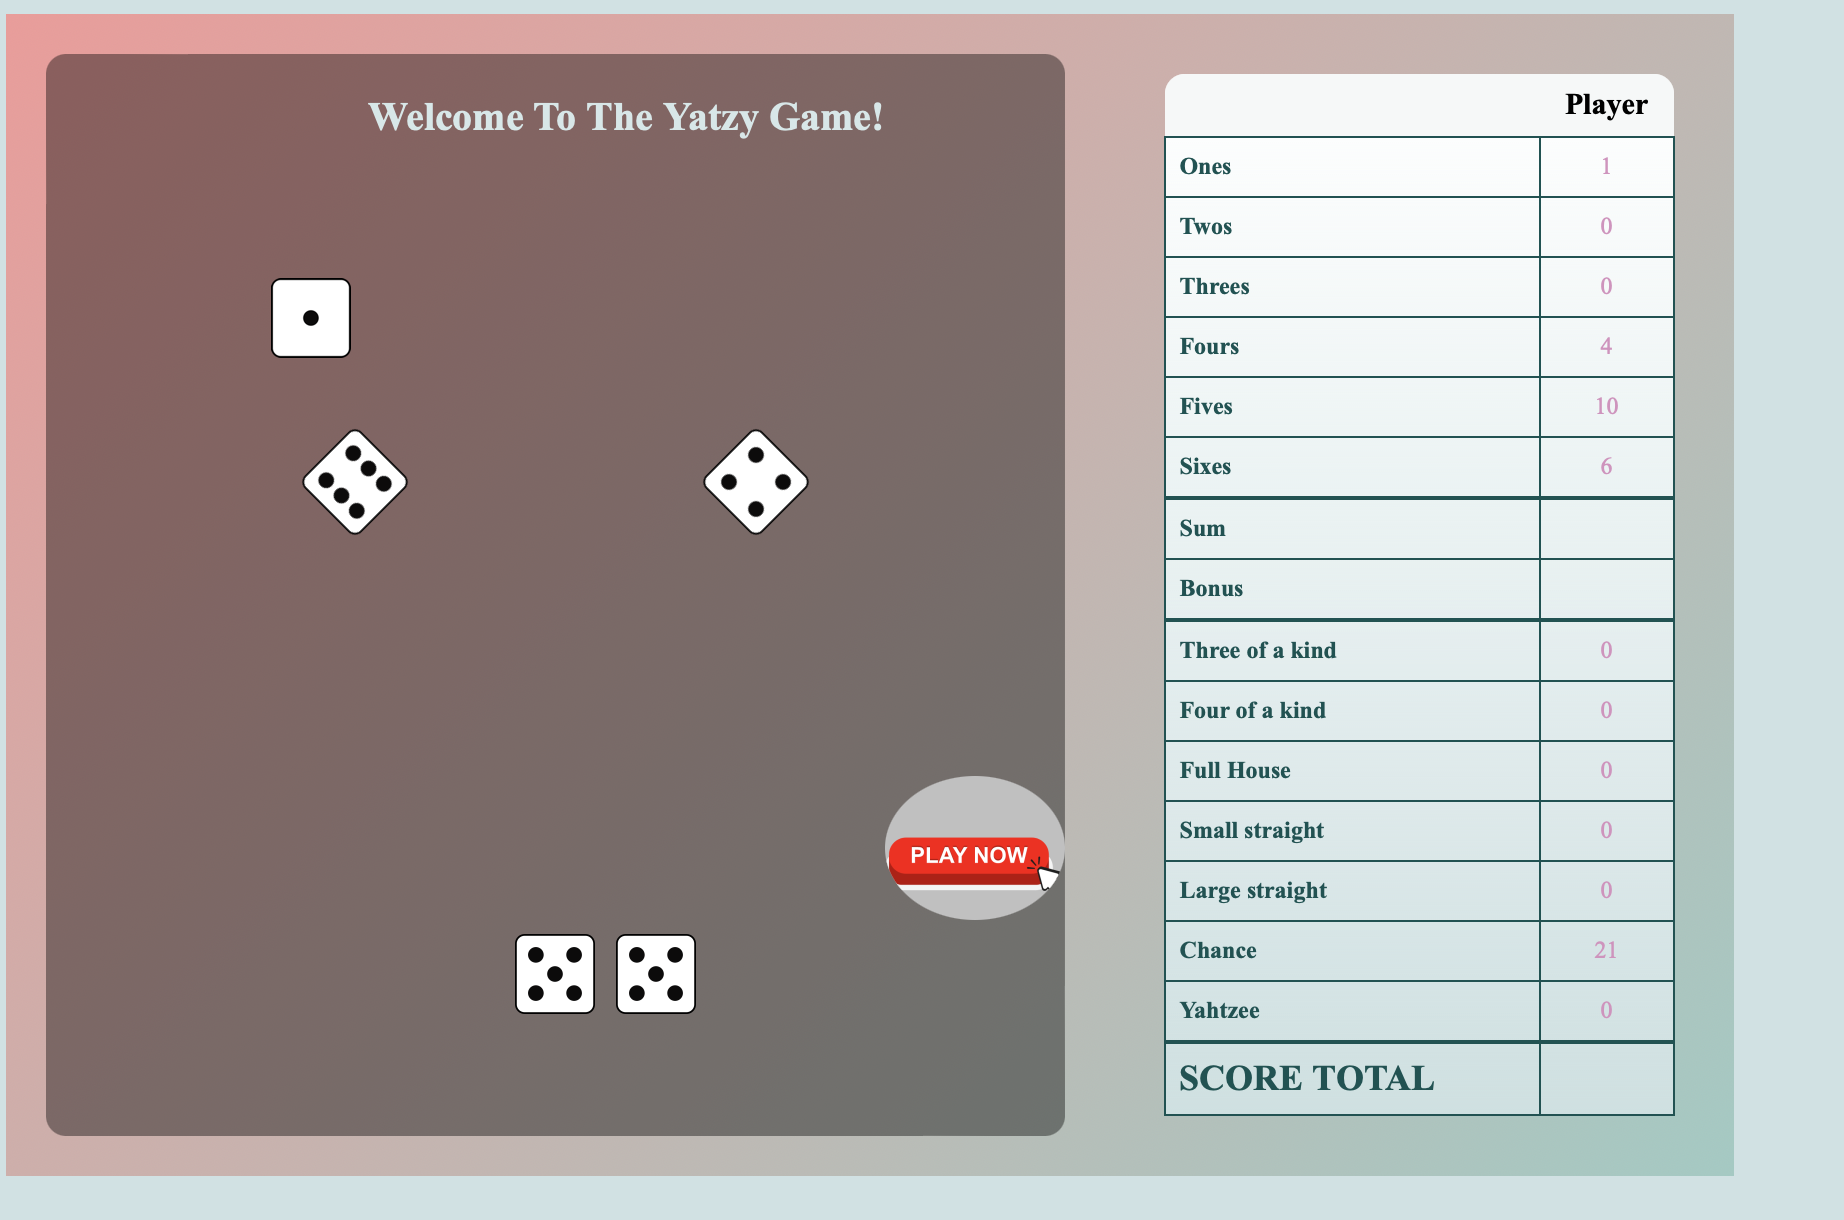 Welcome To The Yatzy Game!
PLAY NOW
Player
Ones 1
Twos 0
Threes 0
Fours 4
Fives 10
Sixes 6
Sum
Bonus
Three of a kind 0
Four of a kind 0
Full House 0
Small straight 0
Large straight 0
Chance 21
Yahtzee 0
SCORE TOTAL